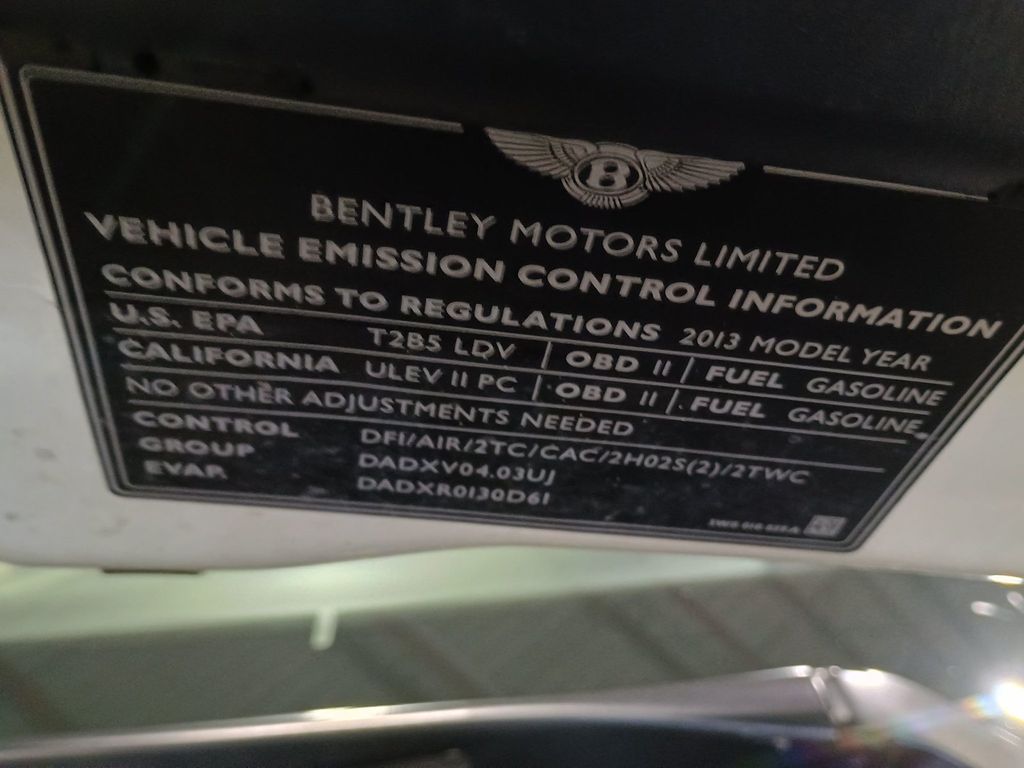 B
BENTLEY MOTORS LIMITED
VEHICLE EMISSION CONTROL INFORMATION
CONFORMS TO REGULATIONS 2013 MODEL YEAR
U.S. EPA T2B5 LDV | OBD II | FUEL GASOLINE
CALIFORNIA ULEV II PC | OBD II | FUEL GASOLINE
NO OTHER ADJUSTMENTS NEEDED
CONTROL DFI/AIR/2TC/CAC/2HO2S(2)/2TWC
GROUP DADXV04.03UJ
EVAP. DADXR0130D61